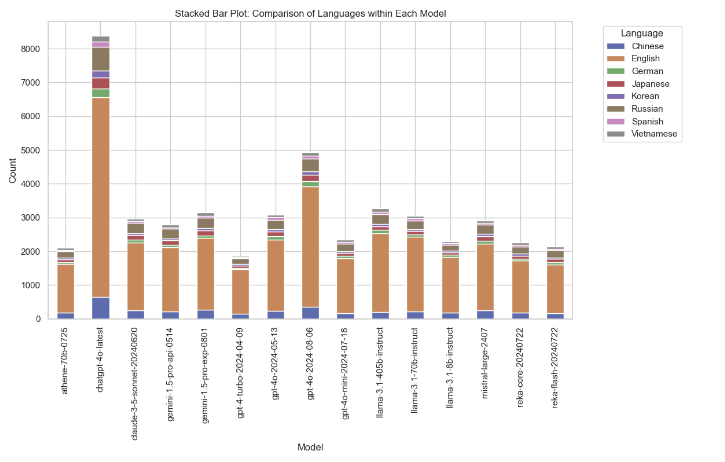 Stacked Bar Plot: Comparison of Languages within Each Model
Language
Chinese
English
German
Japanese
Korean
Russian
Spanish
Vietnamese
Count
8000
7000
6000
5000
4000
3000
2000
1000
0
athene-70b-0725
chatgpt-4o-latest
claude-3-5-sonnet-20240620
gemini-1.5-pro-api-0514
gemini-1.5-pro-exp-0801
gpt-4-turbo-2024-04-09
gpt-4o-2024-05-13
gpt-4o-2024-08-06
gpt-4o-mini-2024-07-18
llama-3.1-405b-instruct
llama-3.1-70b-instruct
llama-3.1-8b-instruct
mistral-large-2407
reka-core-20240722
reka-flash-20240722
Model